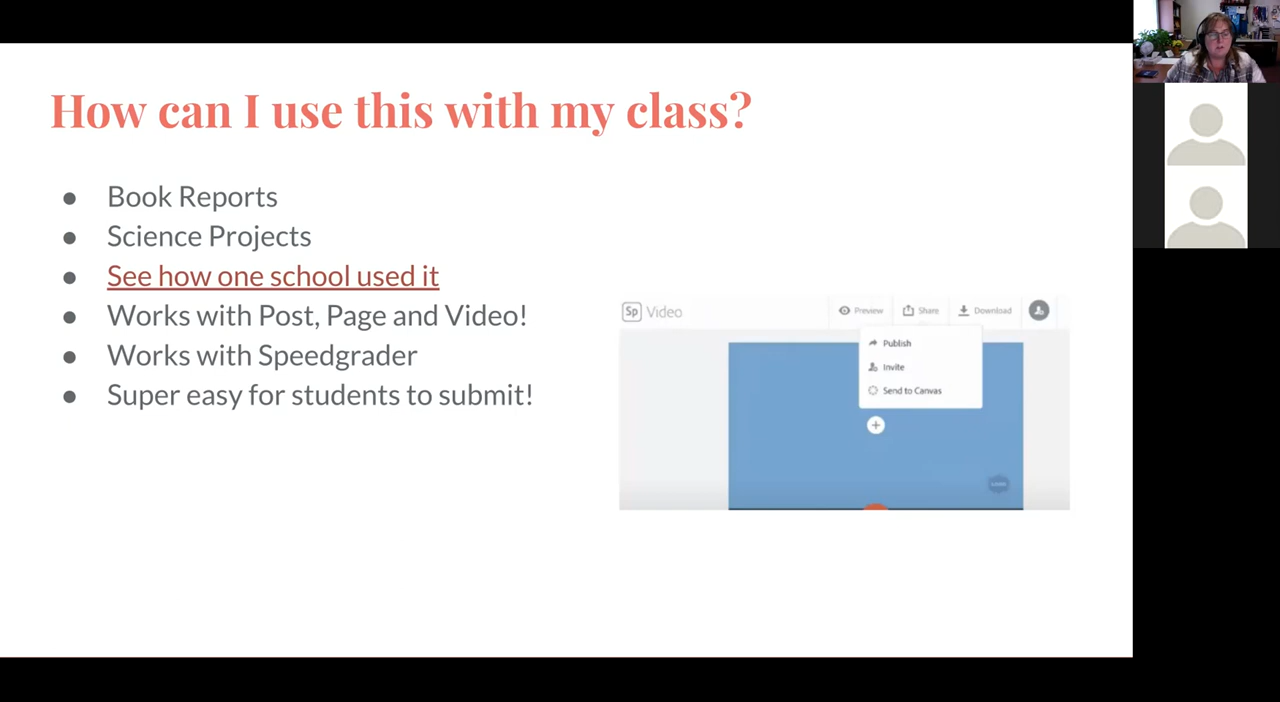 How can I use this with my class?
Book Reports
Science Projects
See how one school used it
Works with Post, Page and Video!
Works with Speedgrader
Super easy for students to submit!
Sp Video
Preview Share Download
Publish
Invite
Send to Canvas